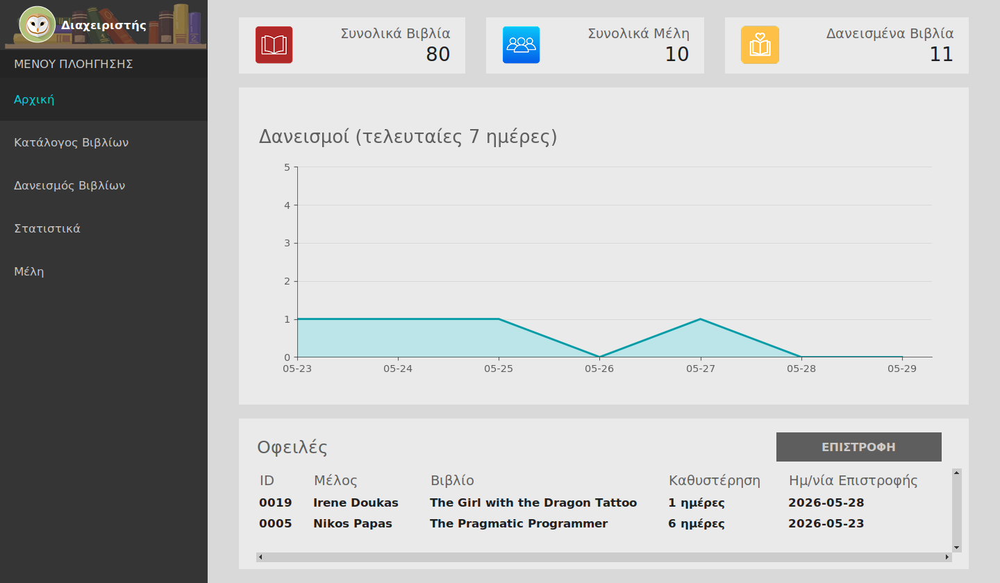 Διαχειριστής
ΜΕΝΟΥ ΠΛΟΗΓΗΣΗΣ
Αρχική
Κατάλογος Βιβλίων
Δανεισμός Βιβλίων
Στατιστικά
Μέλη
Συνολικά Βιβλία
80
Συνολικά Μέλη
10
Δανεισμένα Βιβλία
11
Δανεισμοί (τελευταίες 7 ημέρες)
5
4
3
2
1
0
05-23 05-24 05-25 05-26 05-27 05-28 05-29
Οφειλές
ΕΠΙΣΤΡΟΦΗ
ID Μέλος Βιβλίο Καθυστέρηση Ημ/νία Επιστροφής
0019 Irene Doukas The Girl with the Dragon Tattoo 1 ημέρες 2026-05-28
0005 Nikos Papas The Pragmatic Programmer 6 ημέρες 2026-05-23